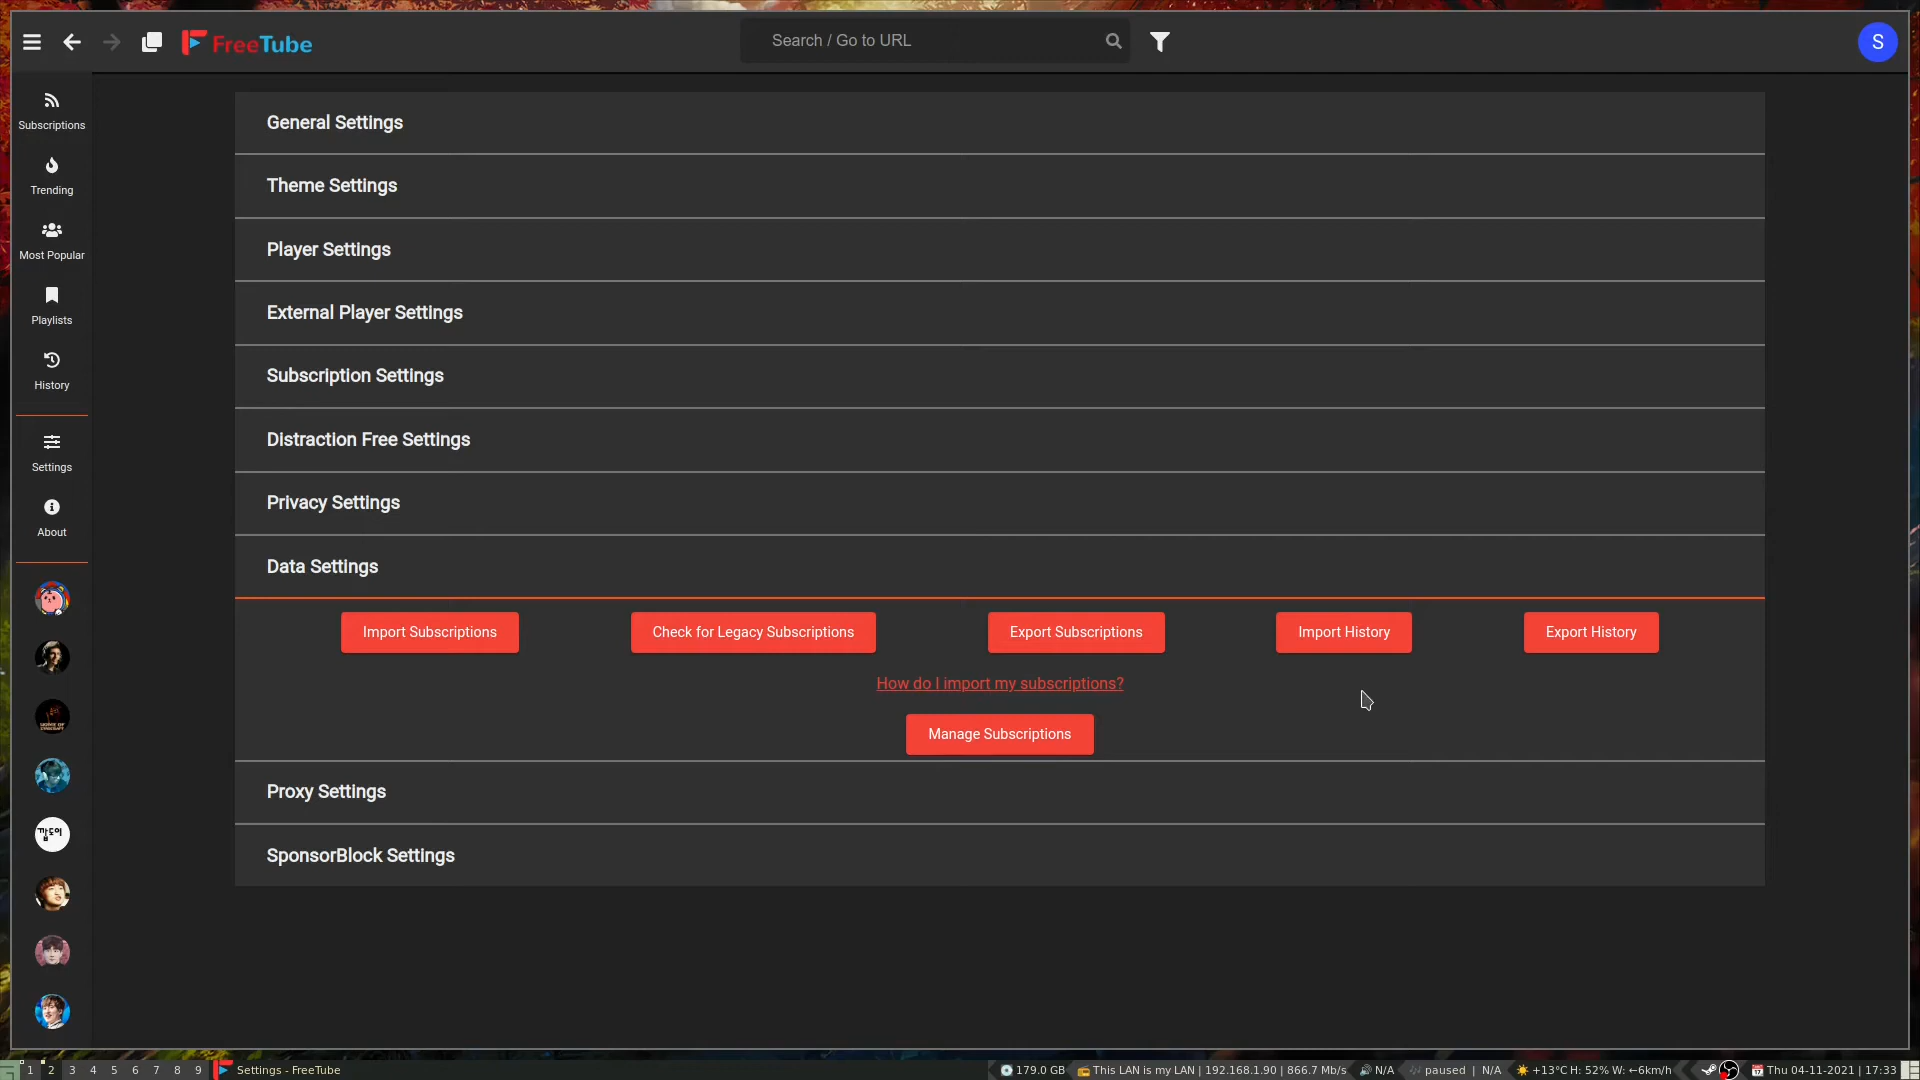 FreeTube
Search / Go to URL
S
Subscriptions
Trending
Most Popular
Playlists
History
Settings
About
깝도이
General Settings
Theme Settings
Player Settings
External Player Settings
Subscription Settings
Distraction Free Settings
Privacy Settings
Data Settings
Import Subscriptions
Check for Legacy Subscriptions
Export Subscriptions
Import History
Export History
How do I import my subscriptions?
Manage Subscriptions
Proxy Settings
SponsorBlock Settings
1 2 3 4 5 6 7 8 9 Settings - FreeTube 179.0 GB This LAN is my LAN | 192.168.1.90 | 866.7 Mb/s N/A paused | N/A +13°C H: 52% W: ←6km/h Thu 04-11-2021 | 17:33